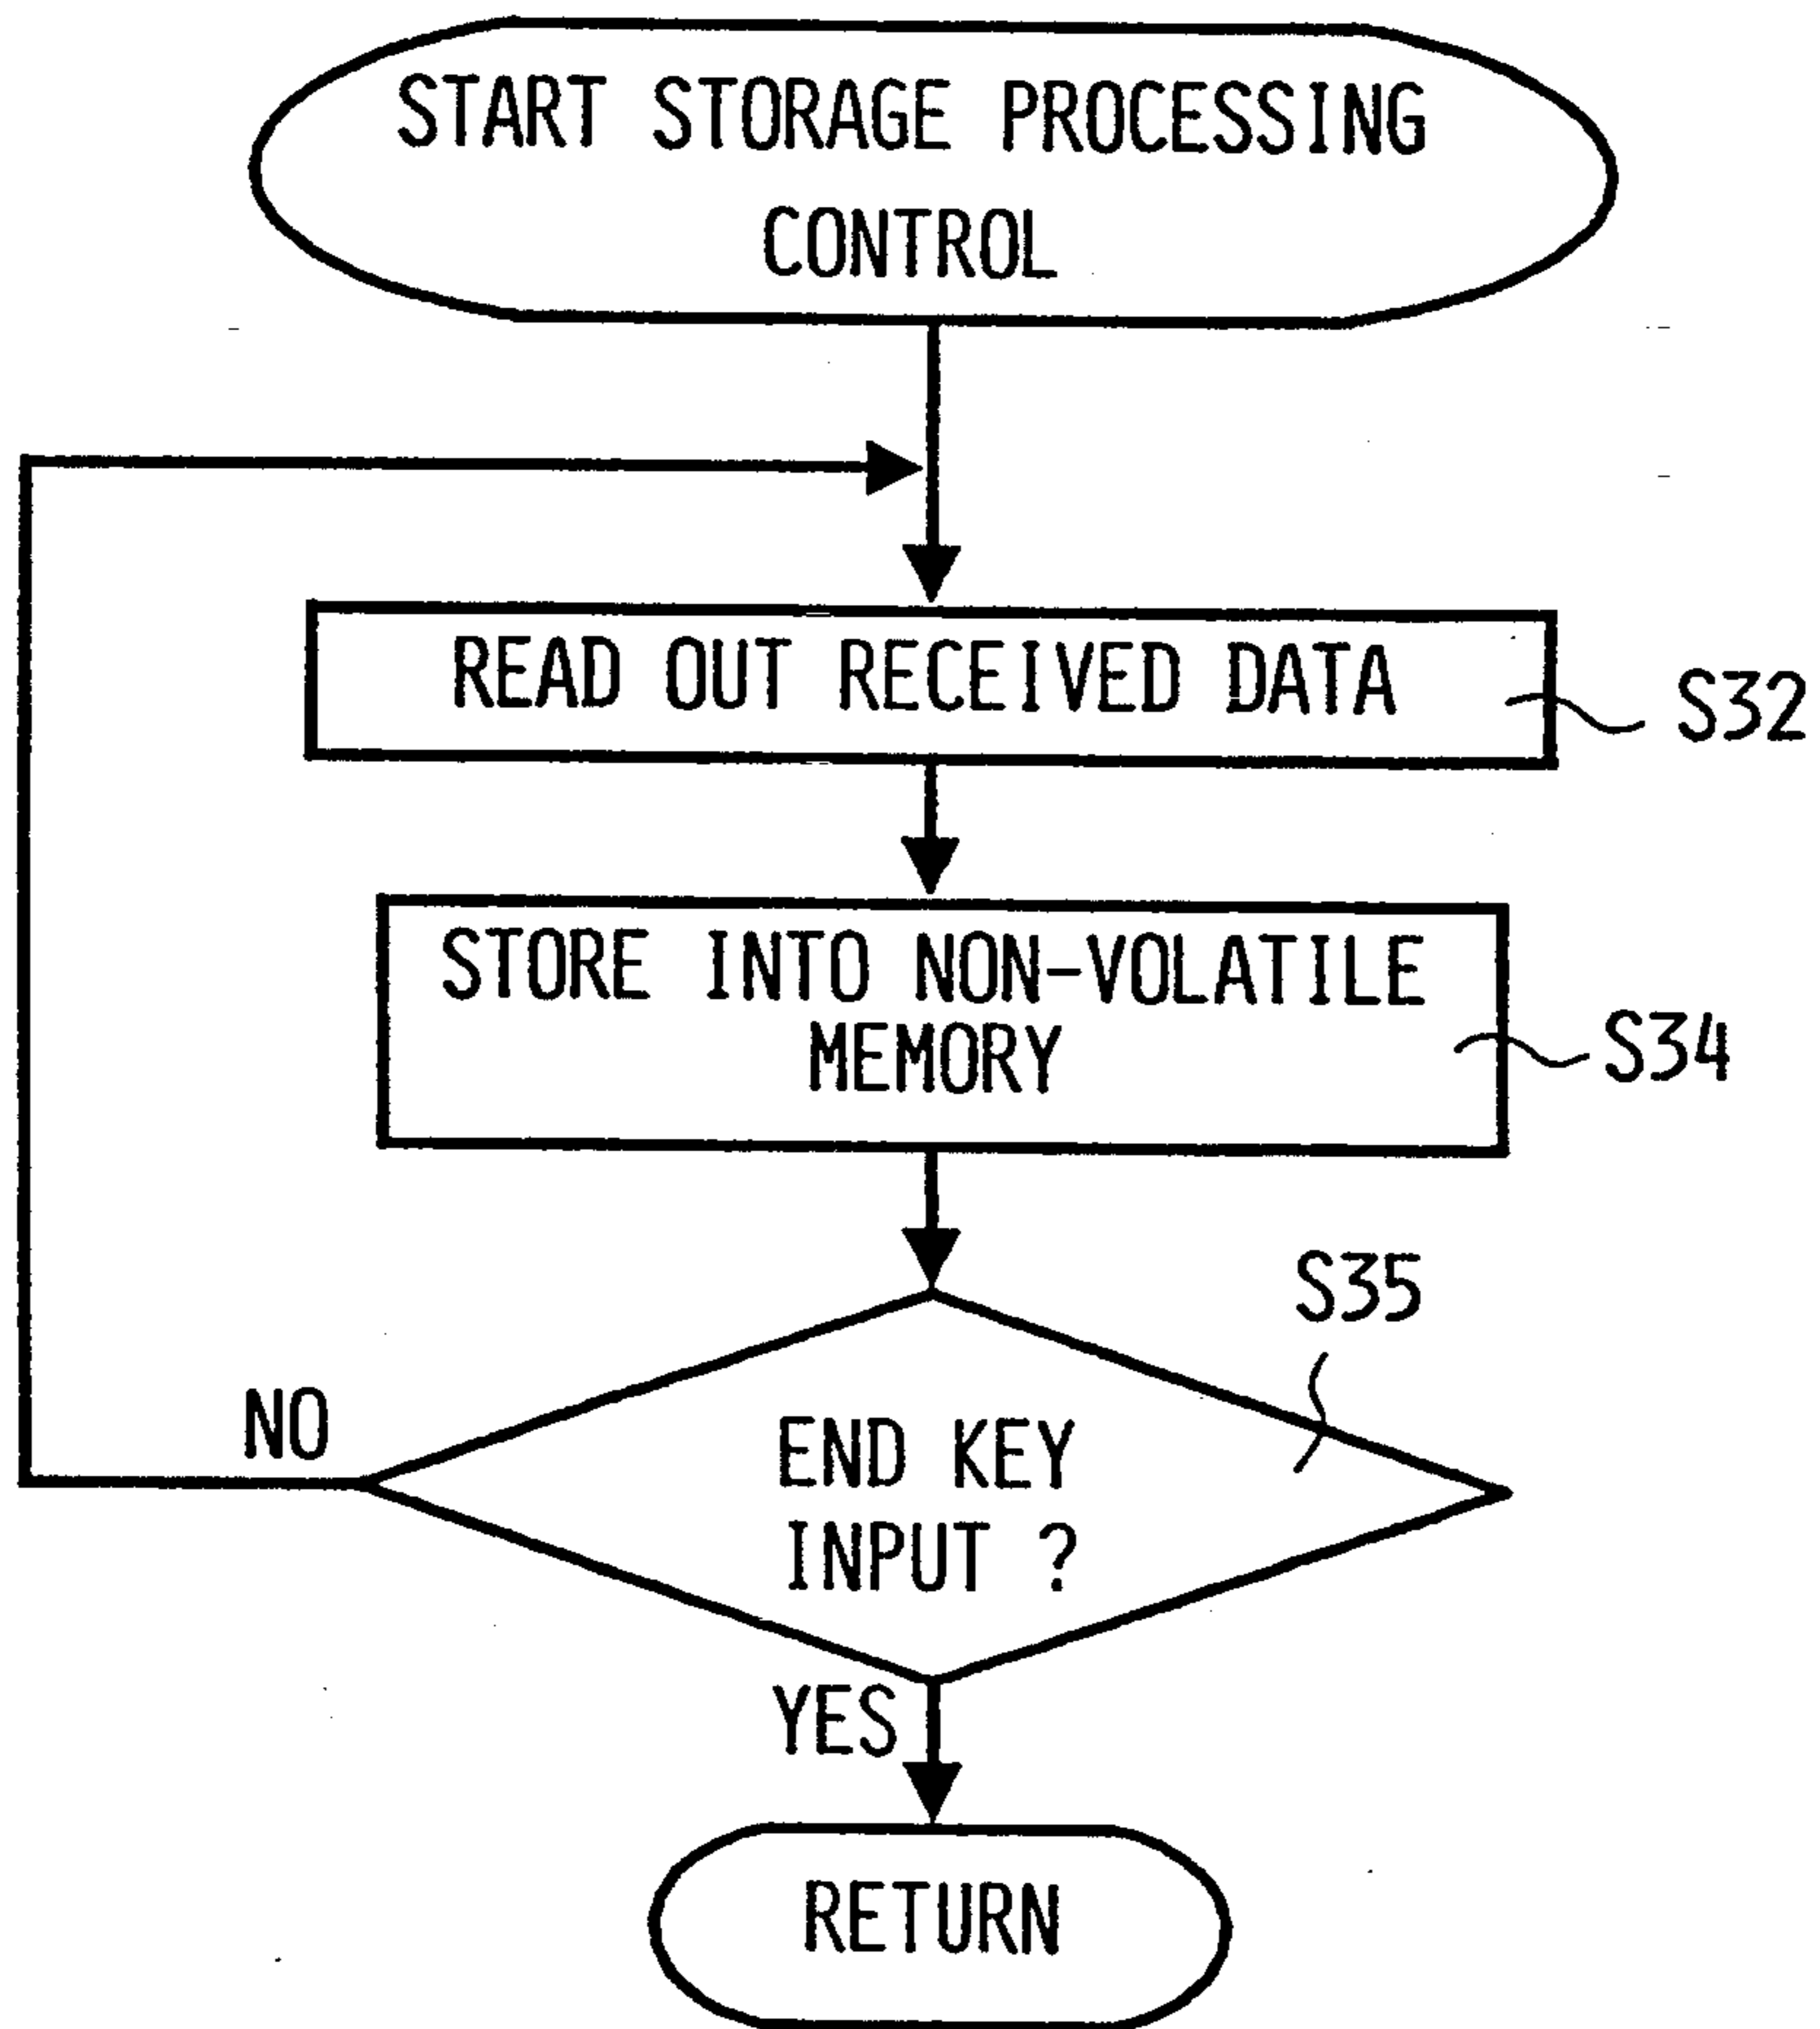 START STORAGE PROCESSING
CONTROL
READ OUT RECEIVED DATA
S32
STORE INTO NON-VOLATILE
MEMORY
S34
S35
END KEY
INPUT ?
NO
YES
RETURN